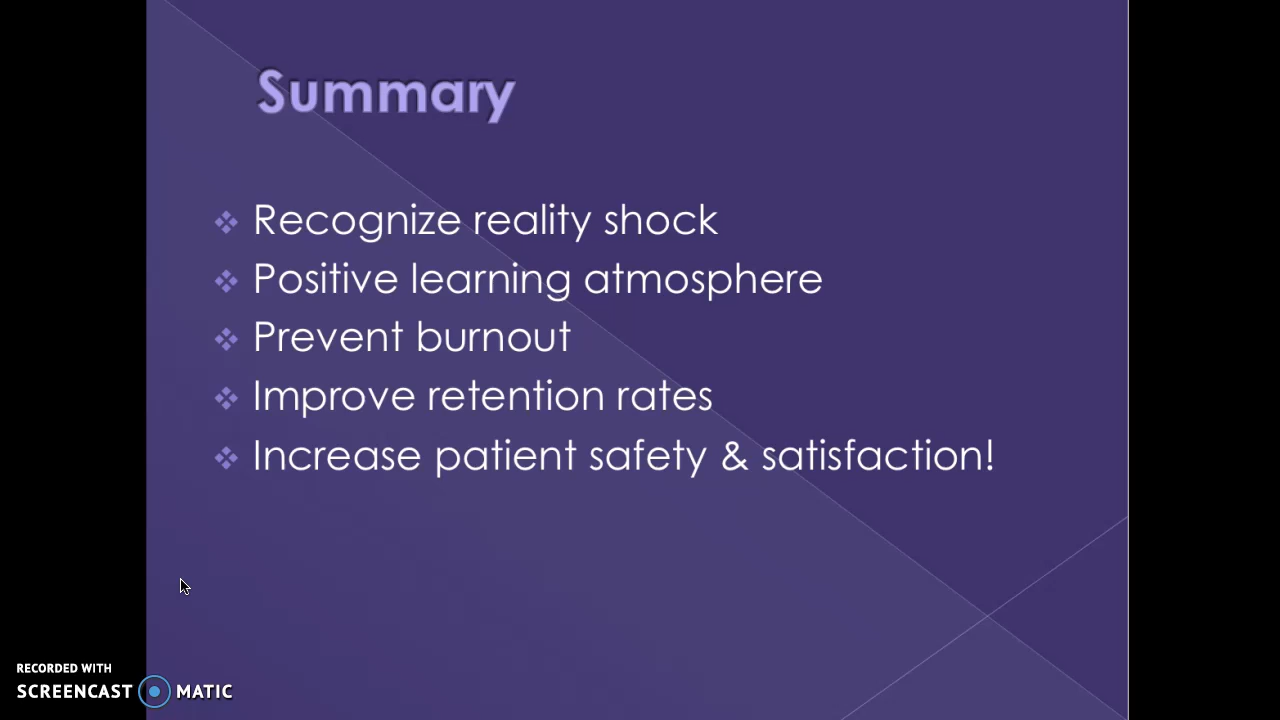 Summary
Recognize reality shock
Positive learning atmosphere
Prevent burnout
Improve retention rates
Increase patient safety & satisfaction!
RECORDED WITH
SCREENCAST MATIC